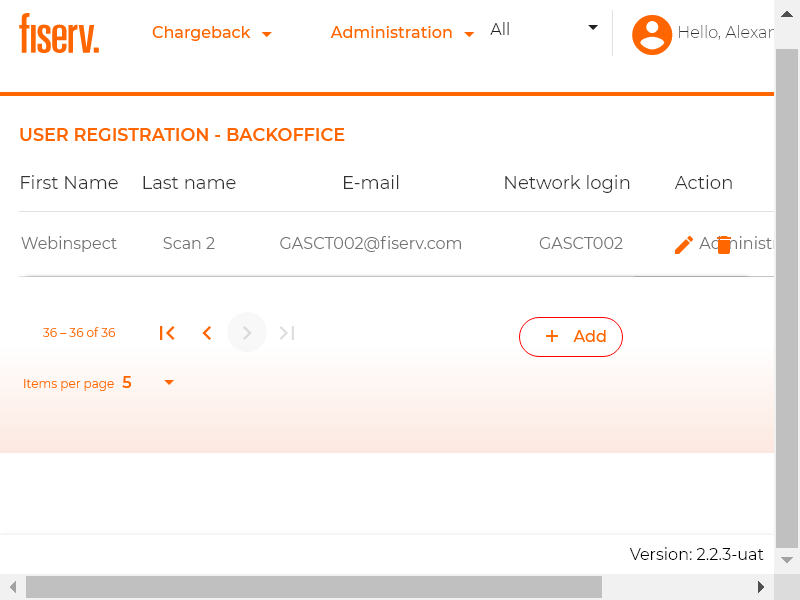 fiserv.
Chargeback
Administration
All
Hello, Alexan
USER REGISTRATION - BACKOFFICE
First Name Last name E-mail Network login Action
Webinspect Scan 2 GASCT002@fiserv.com GASCT002
36 – 36 of 36
Add
Items per page 5
Version: 2.2.3-uat